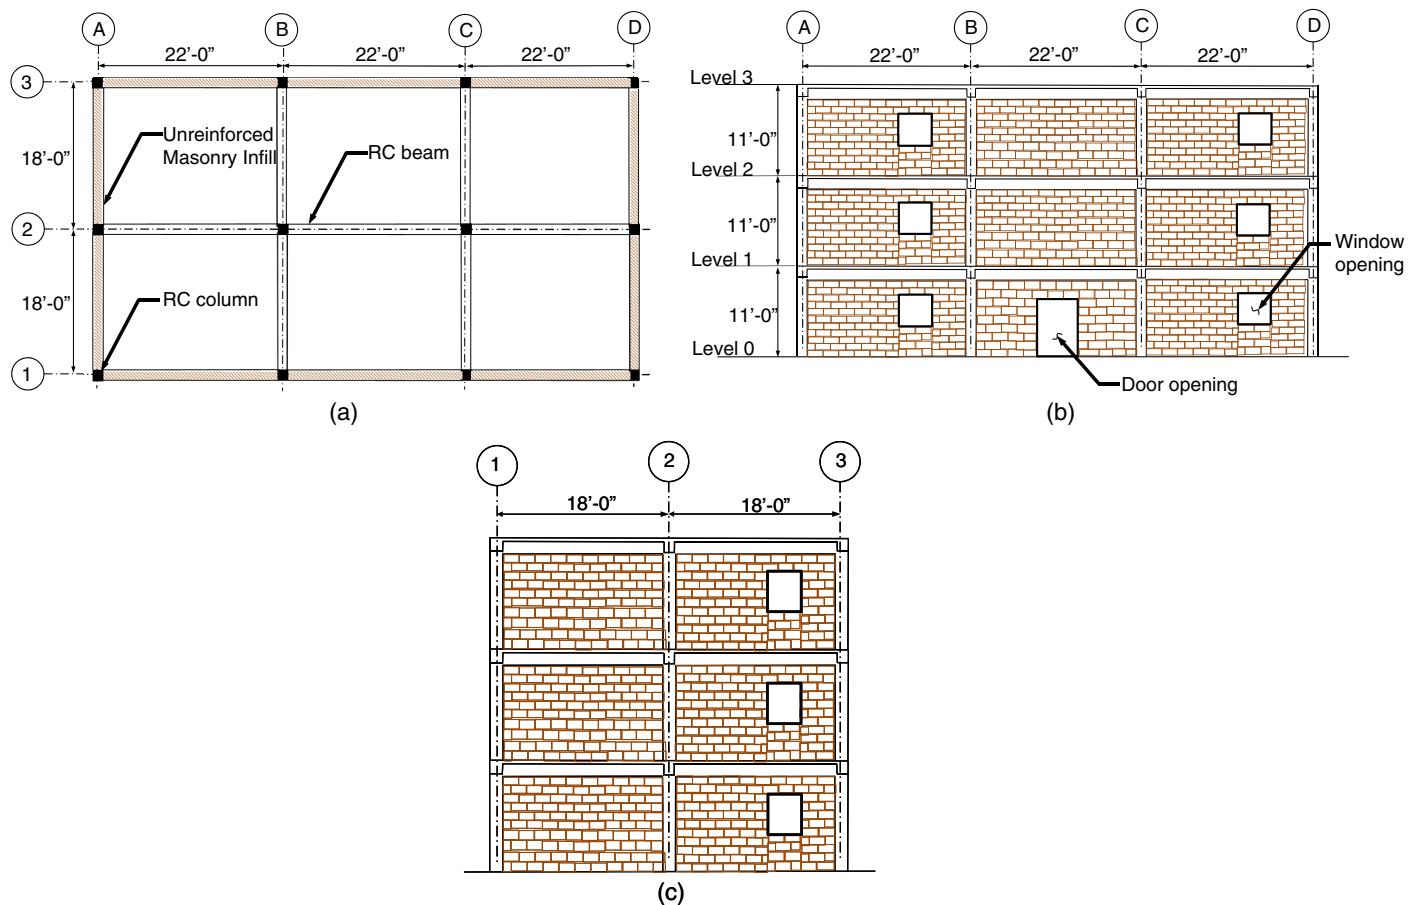 A B C D
22'-0” 22'-0” 22'-0”
3
Unreinforced
Masonry Infill
RC beam
18'-0”
2
RC column
18'-0”
1
(a)
A B C D
22'-0” 22'-0” 22'-0”
Level 3
11'-0”
Level 2
11'-0”
Window
opening
Level 1
11'-0”
Level 0
Door opening
(b)
1 2 3
18'-0” 18'-0”
(c)